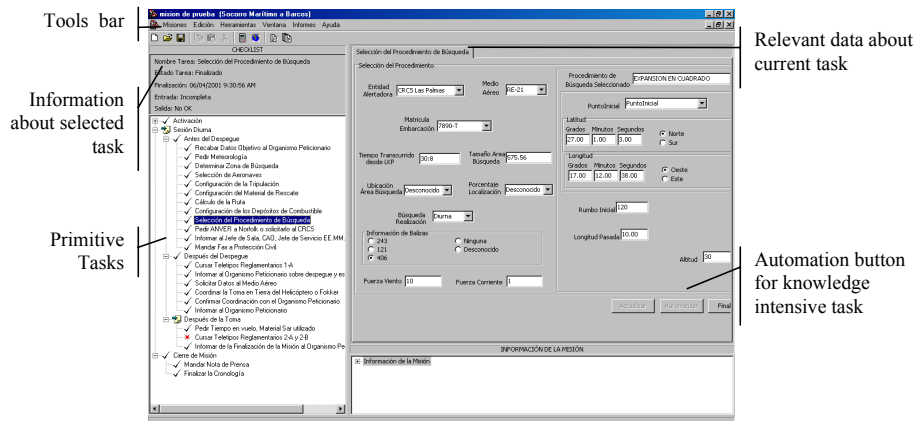 Tools bar
Information
about selected
task
Primitive
Tasks
mision de prueba (Socorro Marítimo a Barcos)
Misiones Edición Herramientas Ventana Informes Ayuda
CHECKLIST
Nombre Tarea: Selección del Procedimiento de Búsqueda
Estado Tarea: Finalizado
Finalización: 06/04/2001 9:30:56 AM
Entrada: Incompleta
Salida: No OK
Activación
Sesión Diurna
Antes del Despegue
Recabar Datos Objetivo al Organismo Peticionario
Pedir Meteorología
Determinar Zona de Búsqueda
Selección de Aeronaves
Configuración de la Tripulación
Configuración del Material de Rescate
Cálculo de la Ruta
Configuración de los Depósitos de Combustible
Selección del Procedimiento de Búsqueda
Pedir ANVER a Norfolk o solicitarlo al CRCS
Informar al Jefe de Sala, CAO, Jefe de Servicio EE.MM.
Mandar Fax a Protección Civil.
Después del Despegue
Cursar Teletipos Reglamentarios 1-A
Informar al Organismo Peticionario sobre despegue y es
Solicitar Datos al Medio Aéreo
Coordinar la Toma en Tierra del Helicóptero o Fokker
Confirmar Coordinación con el Organismo Peticionario
Informar al Organismo Peticionario
Después de la Toma
Pedir Tiempo en vuelo, Material Sar utilizado
Cursar Teletipos Reglamentarios 2-A y 2-B
Informar de la Finalización de la Misión al Organismo Pe
Cierre de Misión
Mandar Nota de Prensa
Finalizar la Cronología
Selección del Procedimiento de Búsqueda
Selección del Procedimiento
Entidad
Alertadora
CRCS Las Palmas
Medio
Aéreo
RE-21
Matricula
Embarcación
7890-T
Tiempo Transcurrido
desde LKP
30:8
Tamaño Area
Búsqueda
575.56
Ubicación
Área Búsqueda
Desconocido
Porcentaje
Localización
Desconocido
Búsqueda
Realización
Diurna
Información de Balizas
243
121
406
Ninguna
Desconocido
Fuerza Viento 10
Fuerza Corriente 1
Procedimiento de
Búsqueda Seleccionado
EXPANSION EN CUADRADO
PuntoInicial PuntoInicial
Latitud
Grados Minutos Segundos
27.00 1.00 3.00
Norte
Sur
Longitud
Grados Minutos Segundos
17.00 12.00 38.00
Oeste
Este
Rumbo Inicial 120
Longitud Pasada 10.00
Altitud 30
Actualizar Automatizar Final
INFORMACIÓN DE LA MISIÓN
Información de la Misión
Relevant data about
current task
Automation button
for knowledge
intensive task